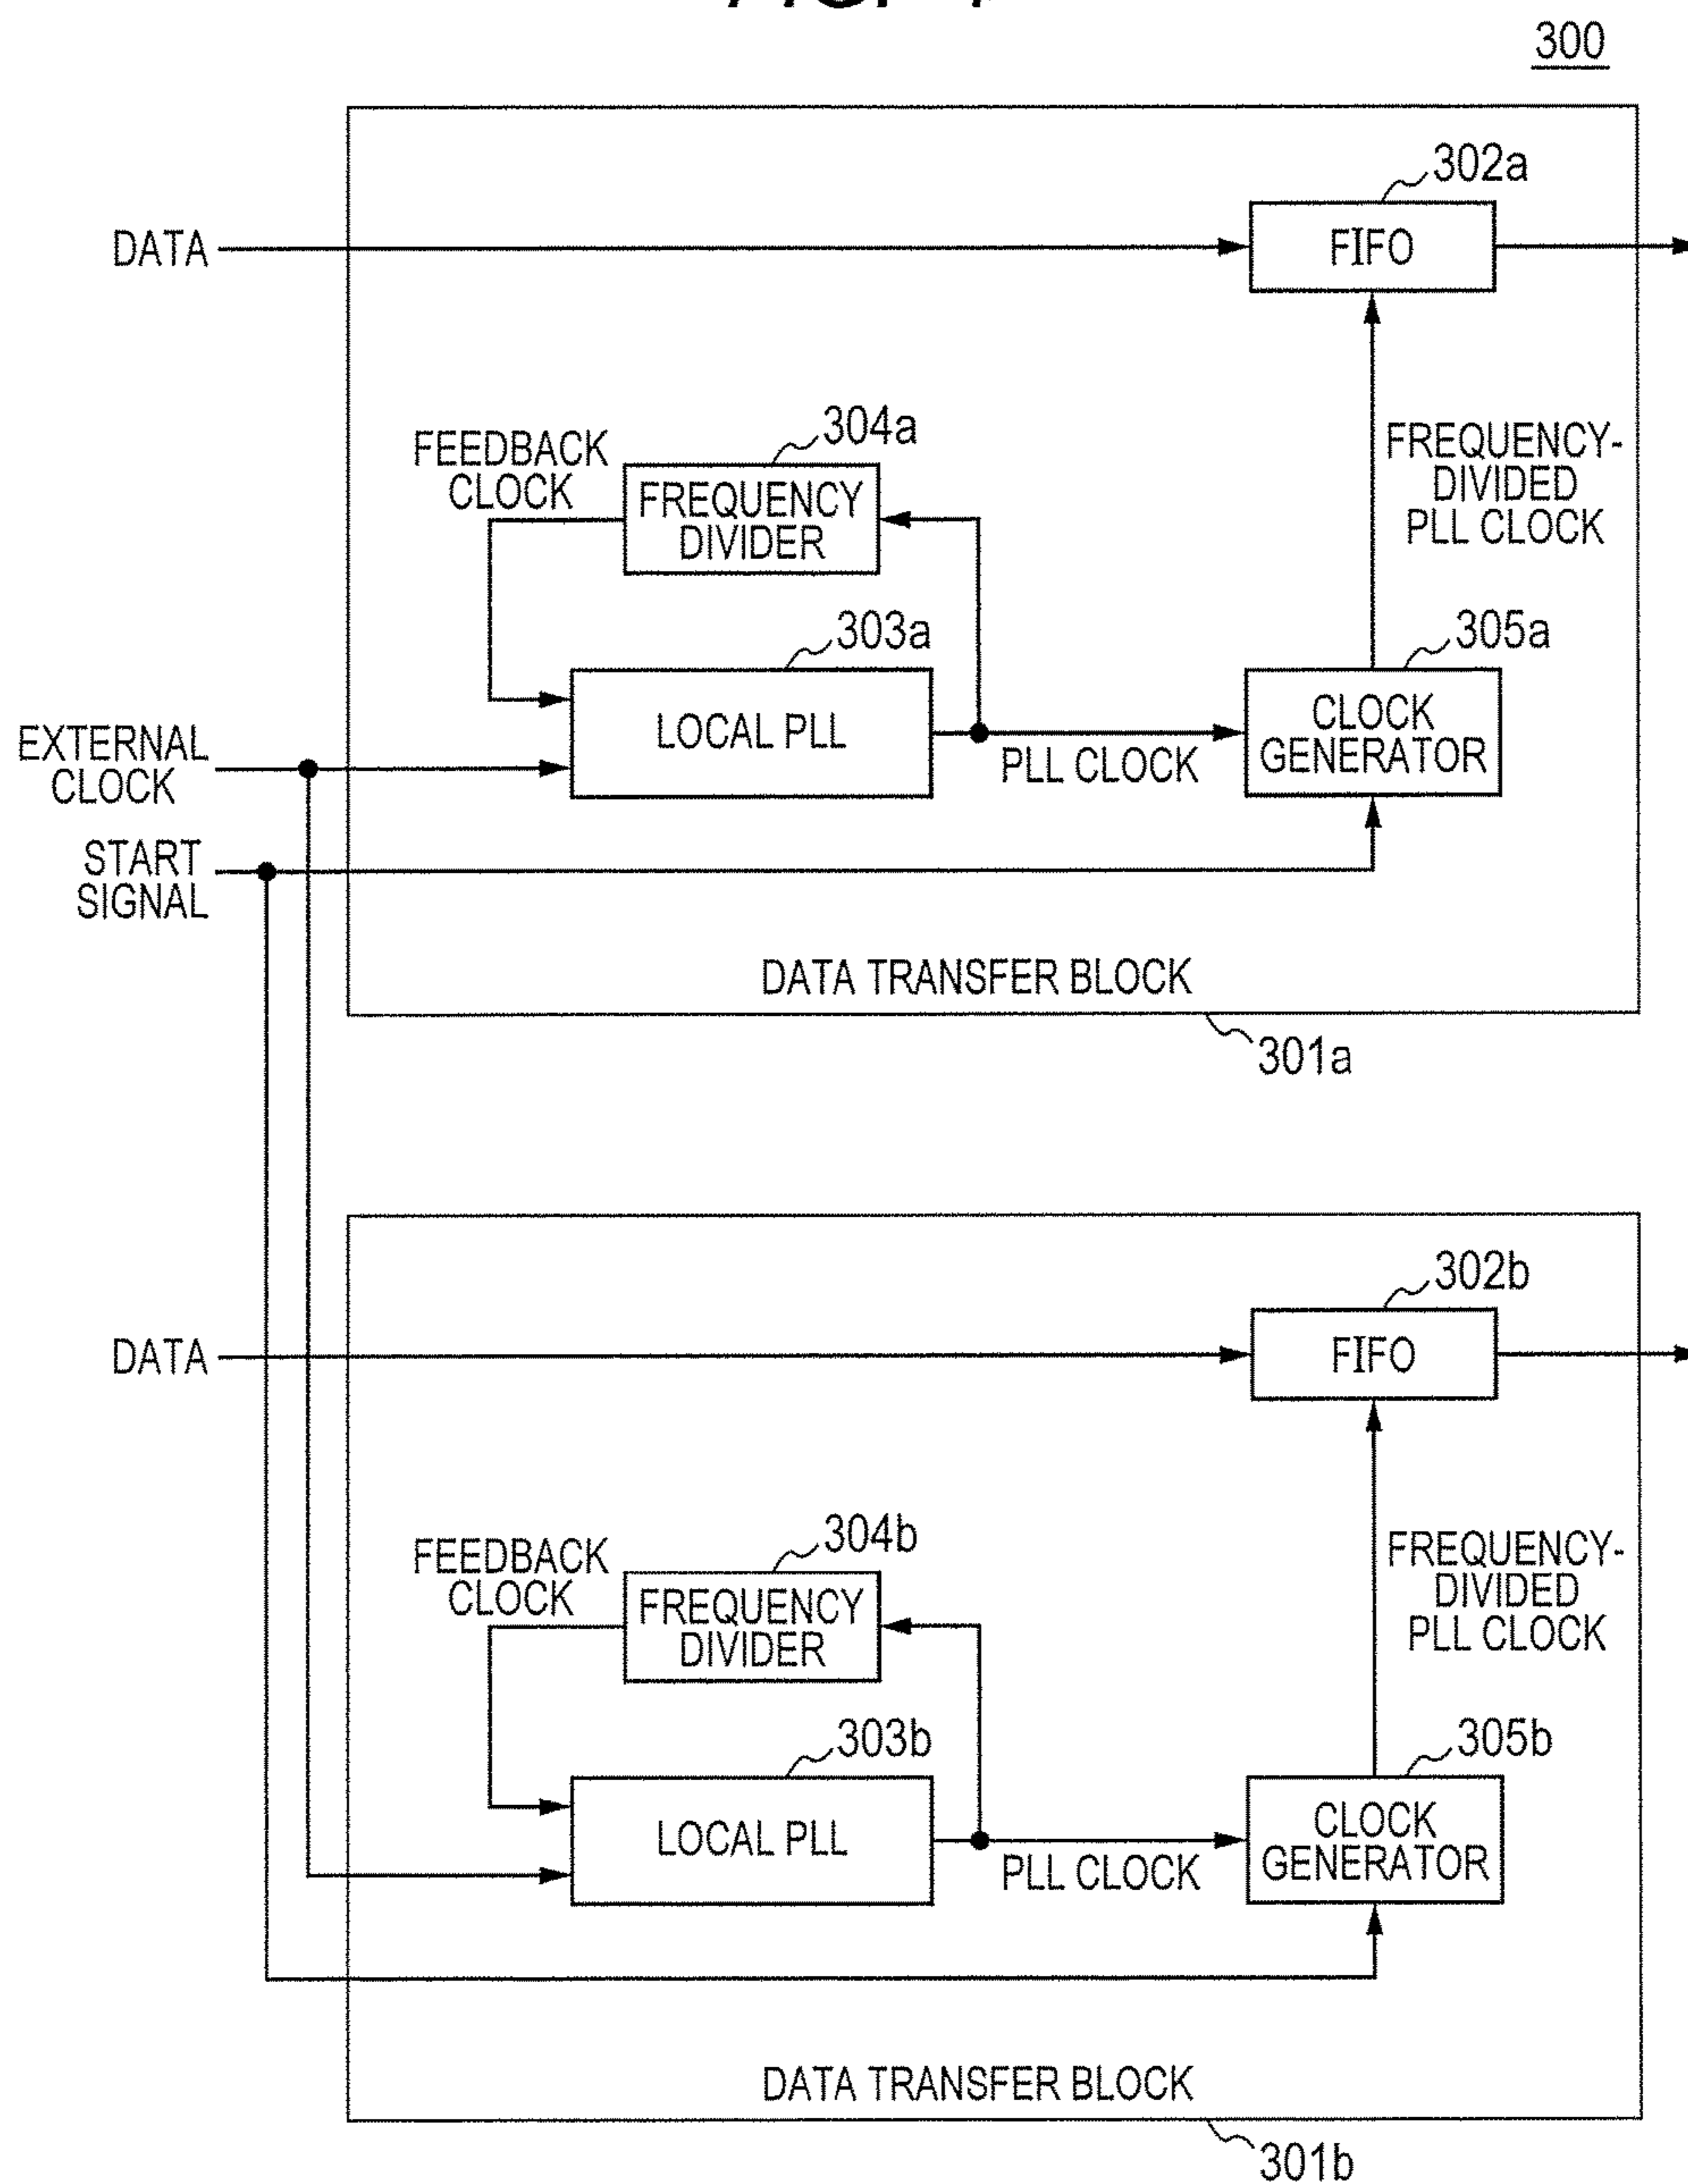 300
302a
DATA
FIFO
304a
FEEDBACK
CLOCK
FREQUENCY
DIVIDER
FREQUENCY-
DIVIDED
PLL CLOCK
303a
305a
EXTERNAL
CLOCK
LOCAL PLL
PLL CLOCK
CLOCK
GENERATOR
START
SIGNAL
DATA TRANSFER BLOCK
301a
302b
DATA
FIFO
304b
FEEDBACK
CLOCK
FREQUENCY
DIVIDER
FREQUENCY-
DIVIDED
PLL CLOCK
303b
305b
LOCAL PLL
PLL CLOCK
CLOCK
GENERATOR
DATA TRANSFER BLOCK
301b